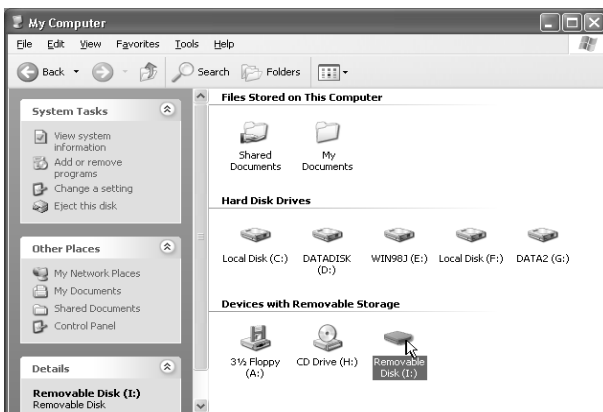 My Computer
File Edit View Favorites Tools Help
Back Search Folders
System Tasks
View system
information
Add or remove
programs
Change a setting
Eject this disk
Other Places
My Network Places
My Documents
Shared Documents
Control Panel
Details
Removable Disk (I:)
Removable Disk
Files Stored on This Computer
Shared
Documents
My
Documents
Hard Disk Drives
Local Disk (C:) DATADISK
(D:) WIN98J (E:) Local Disk (F:) DATA2 (G:)
Devices with Removable Storage
3½ Floppy
(A:)
CD Drive (H:)
Removable
Disk (I:)